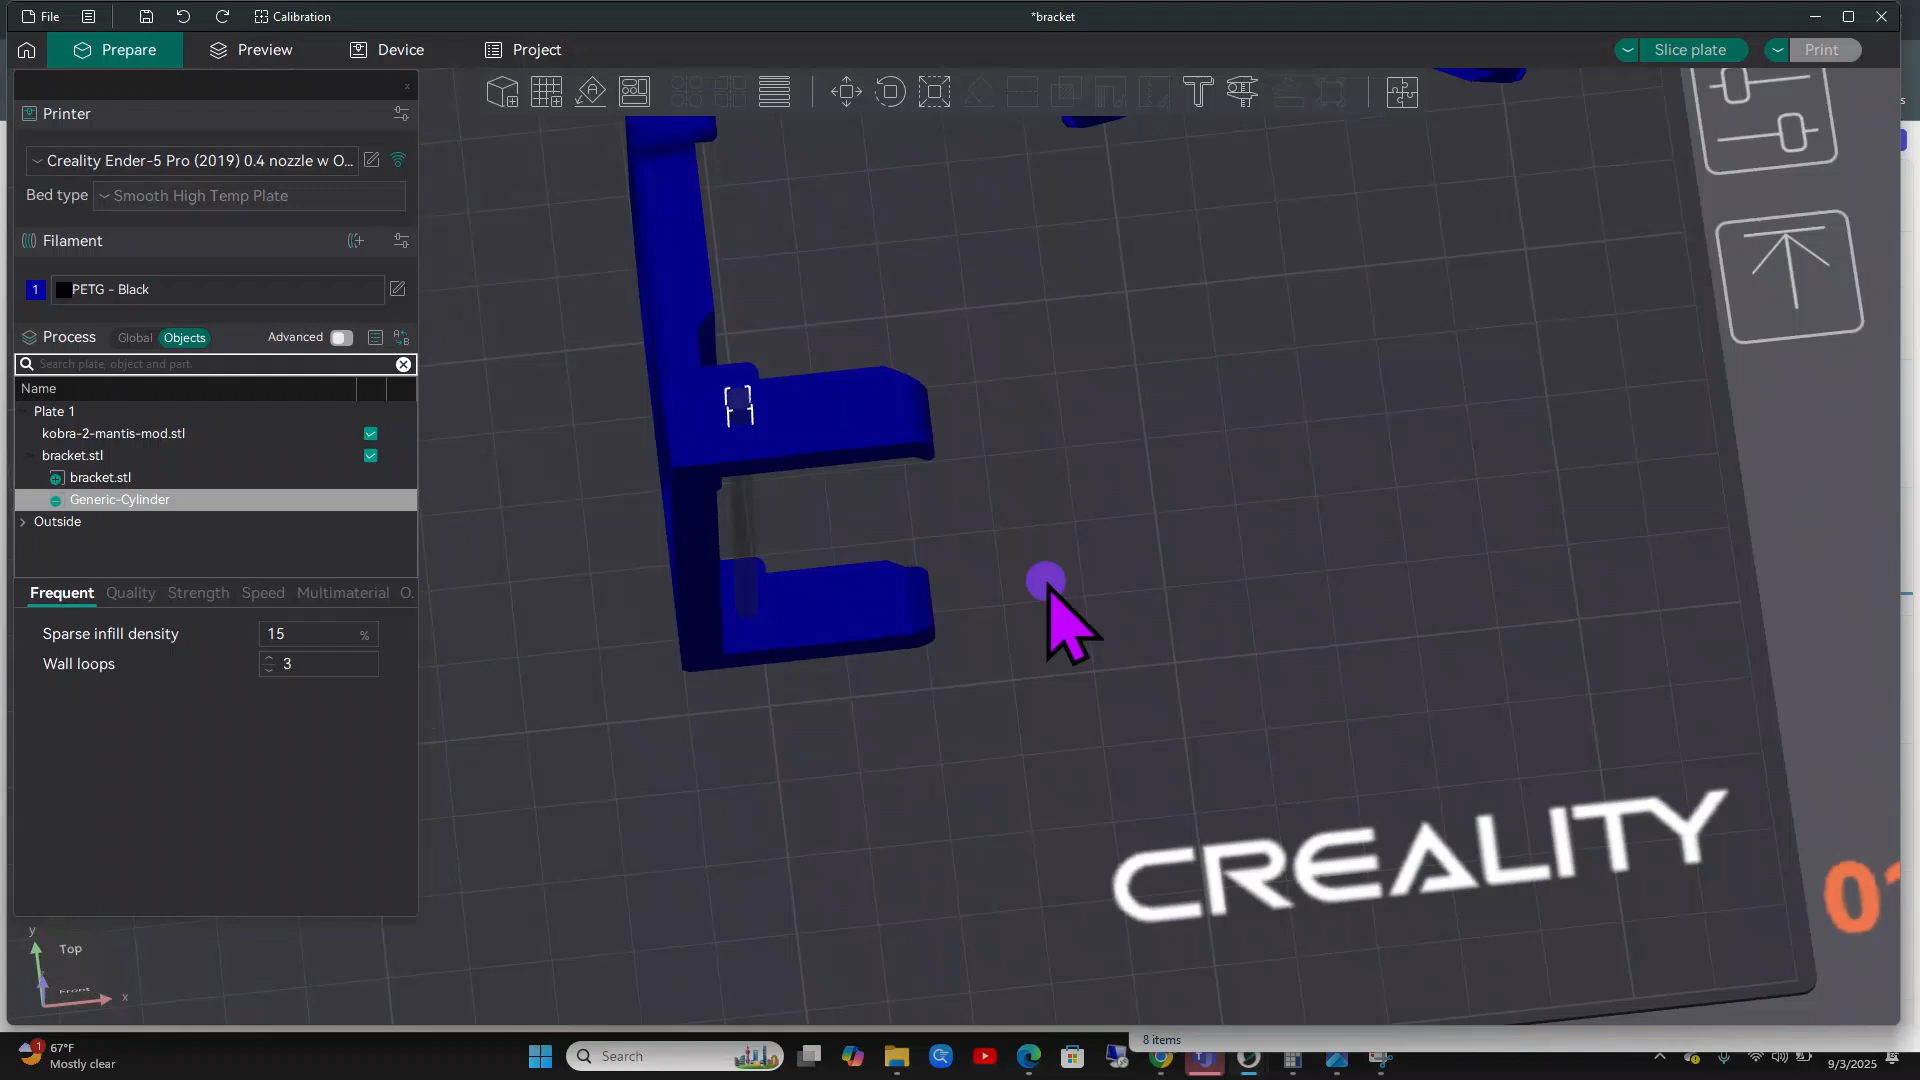 File
Calibration
*bracket
Prepare
Preview
Device
Project
Slice plate
Print
Printer
Creality Ender-5 Pro (2019) 0.4 nozzle w O...
Bed type
Smooth High Temp Plate
Filament
1
PETG - Black
Process
Global
Objects
Advanced
Search plate, object and part.
Name
Plate 1
kobra-2-mantis-mod.stl
bracket.stl
bracket.stl
Generic-Cylinder
Outside
Frequent
Quality
Strength
Speed
Multimaterial
O.
Sparse infill density
15
%
Wall loops
3
CREALITY
y
Top
Front
x
8 items
1
67°F
Mostly clear
Search
9/3/2025